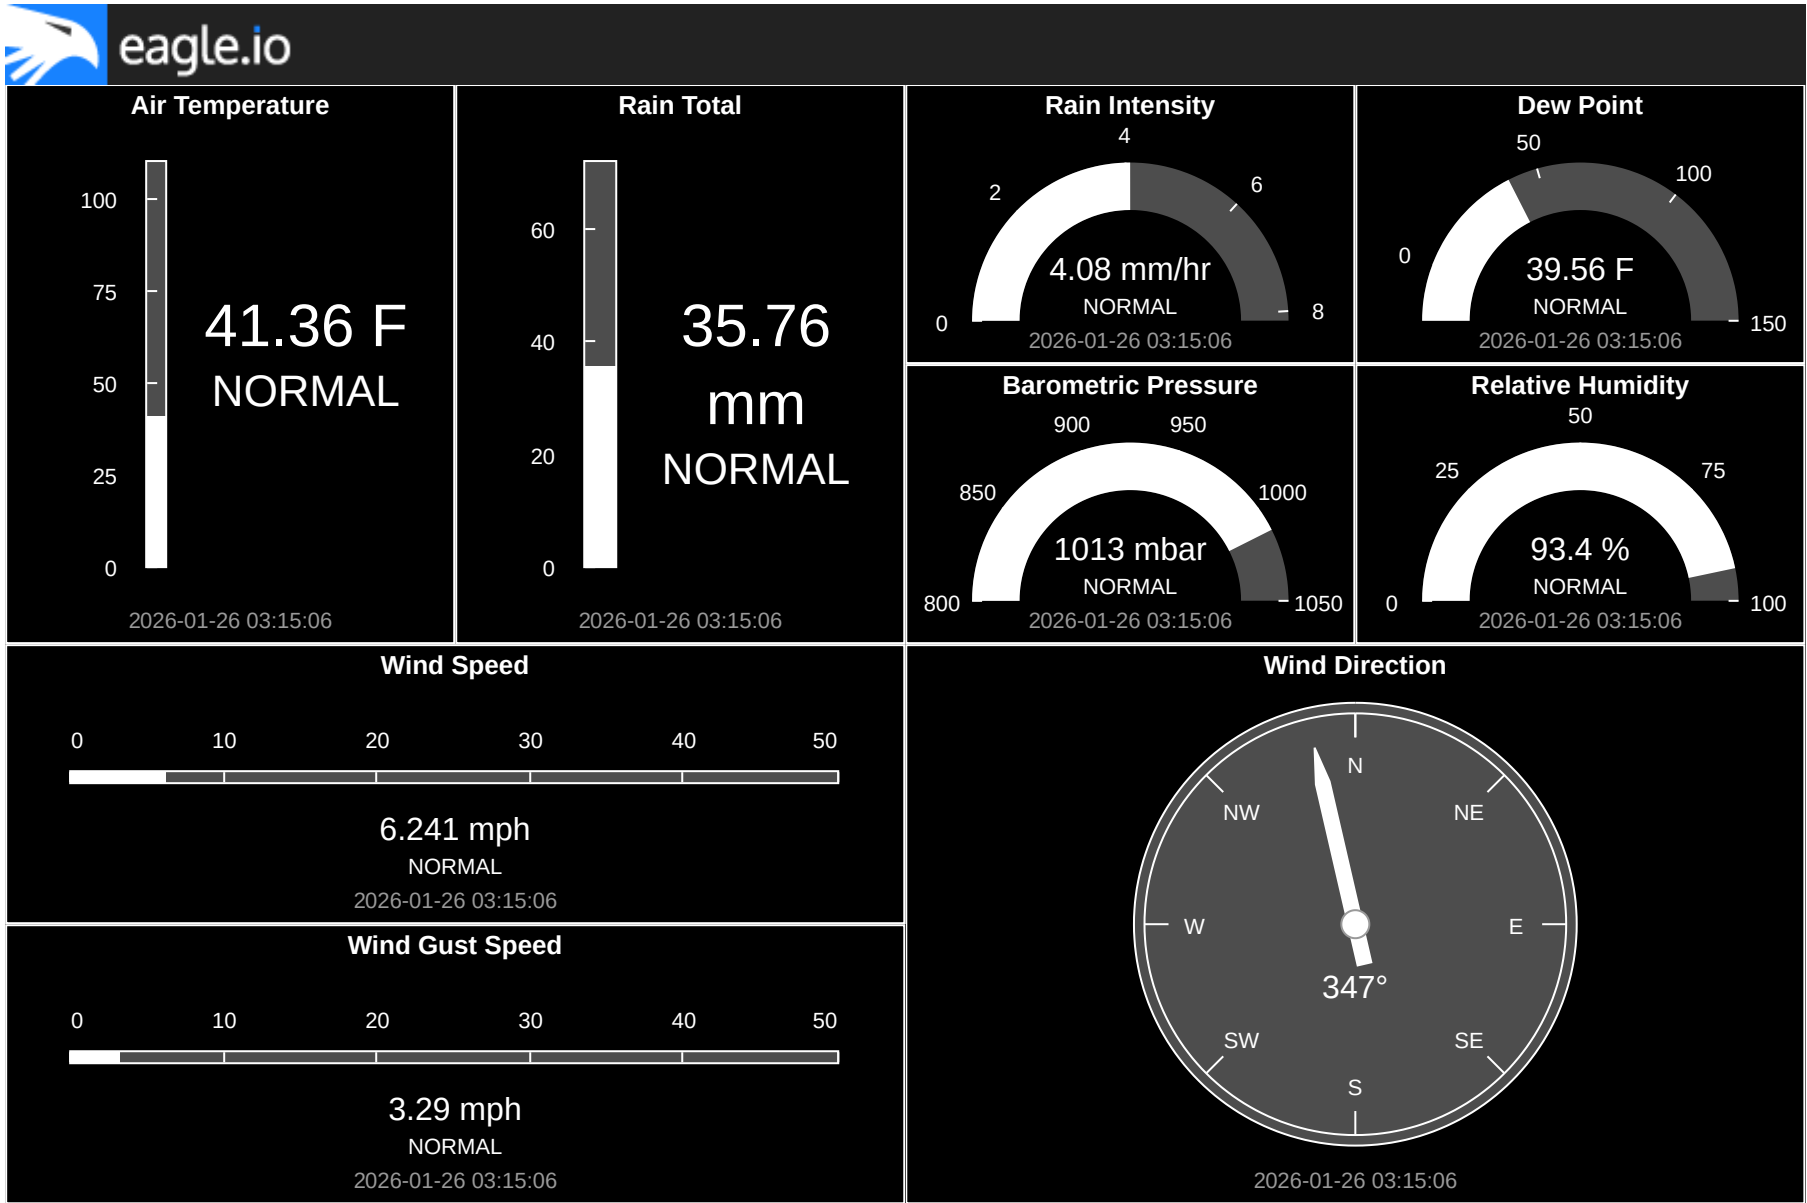 eagle.io
Air Temperature
100
75
50
25
0
41.36 F
NORMAL
2026-01-26 03:15:06
Rain Total
60
40
20
0
35.76
mm
NORMAL
2026-01-26 03:15:06
Rain Intensity
0
2
4
6
8
4.08 mm/hr
NORMAL
2026-01-26 03:15:06
Dew Point
0
50
100
150
39.56 F
NORMAL
2026-01-26 03:15:06
Barometric Pressure
800
850
900
950
1000
1050
1013 mbar
NORMAL
2026-01-26 03:15:06
Relative Humidity
0
25
50
75
100
93.4 %
NORMAL
2026-01-26 03:15:06
Wind Speed
0 10 20 30 40 50
6.241 mph
NORMAL
2026-01-26 03:15:06
Wind Gust Speed
0 10 20 30 40 50
3.29 mph
NORMAL
2026-01-26 03:15:06
Wind Direction
N
NW NE
W E
347°
SW SE
S
2026-01-26 03:15:06